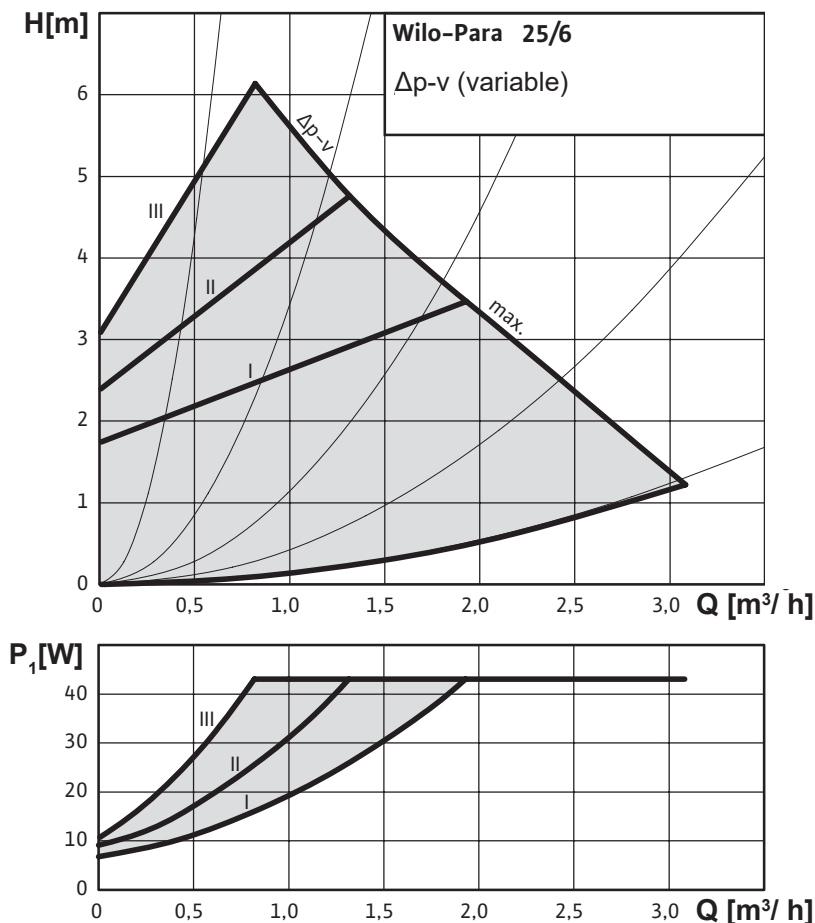 H[m]
Wilo-Para 25/6
Δp-v (variable)
6
5
4
3
2
1
0
Δp-v
III
II
I
max.
0 0,5 1,0 1,5 2,0 2,5 3,0 Q [m³/ h]
P₁[W]
40
30
20
10
0
III
II
I
0 0,5 1,0 1,5 2,0 2,5 3,0 Q [m³/ h]